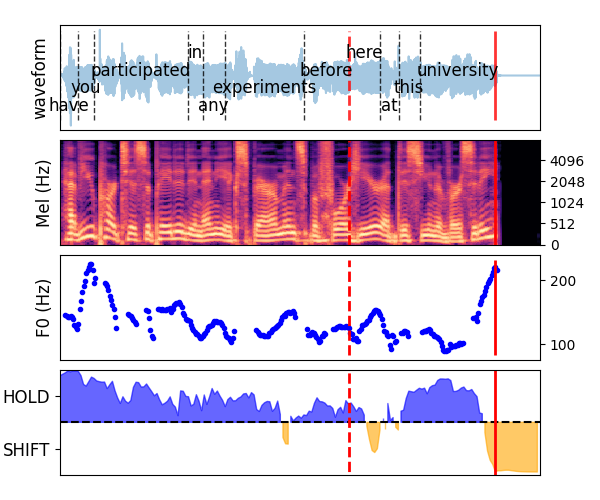 waveform
have
you
participated
in
any
experiments
before
here
at
this
university
Mel (Hz)
4096
2048
1024
512
0
F0 (Hz)
200
100
HOLD
SHIFT